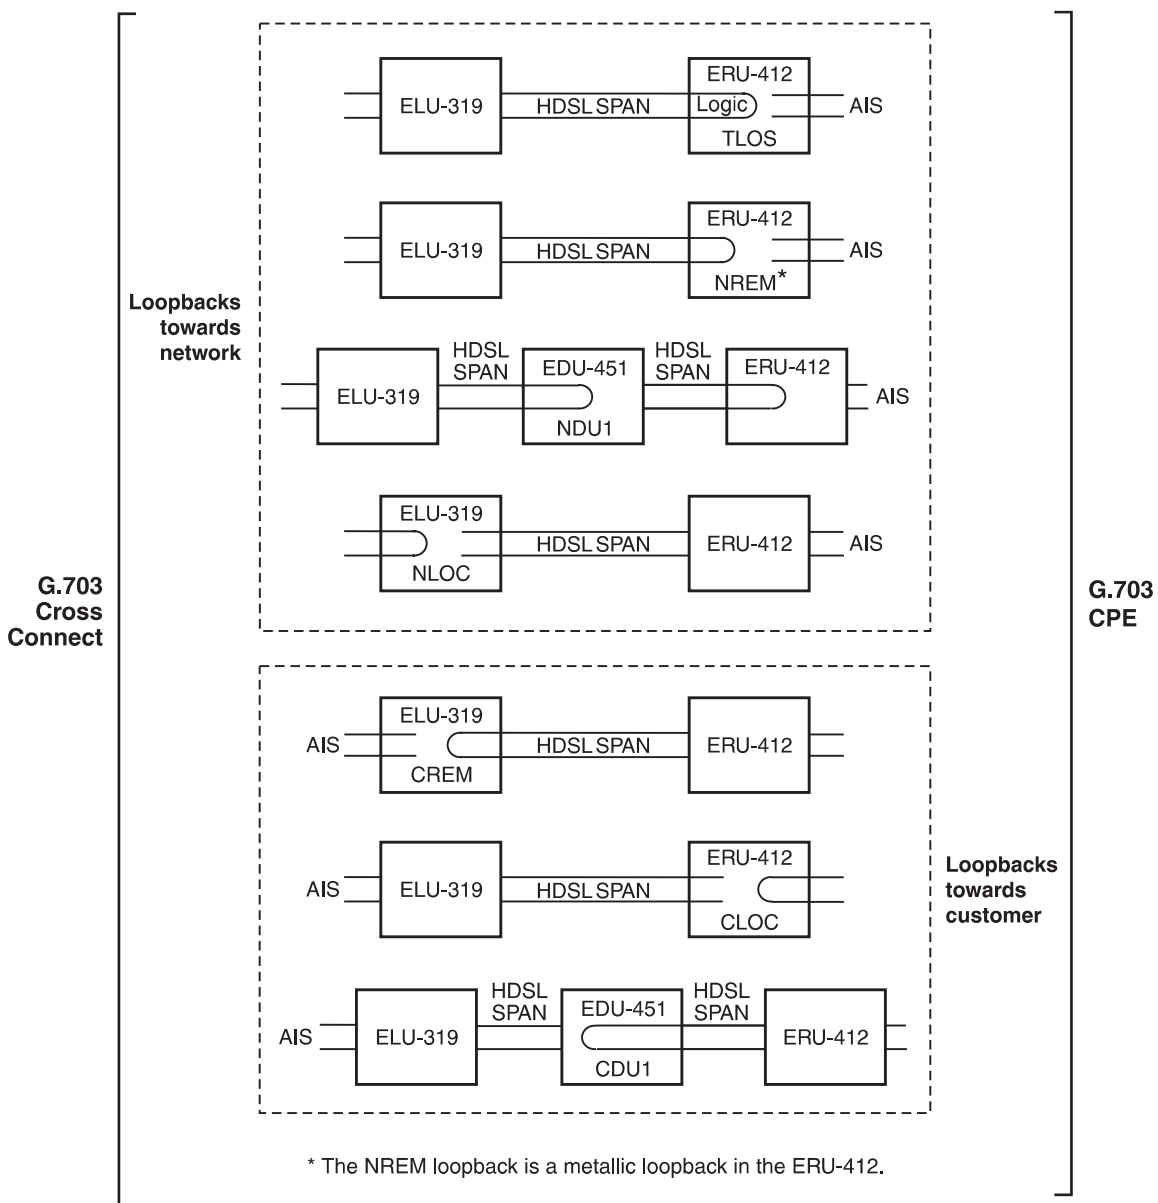 ERU-412
ELU-319
HDSL SPAN
Logic
AIS
TLOS
ERU-412
ELU-319
HDSL SPAN
AIS
NREM*
Loopbacks
towards
network
HDSL
SPAN
EDU-451
HDSL
SPAN
ERU-412
ELU-319
AIS
NDU1
ELU-319
HDSL SPAN
ERU-412
AIS
NLOC
G.703
Cross
Connect
G.703
CPE
ELU-319
AIS
HDSL SPAN
ERU-412
CREM
ERU-412
AIS
ELU-319
HDSL SPAN
CLOC
Loopbacks
towards
customer
HDSL
SPAN
EDU-451
HDSL
SPAN
AIS
ELU-319
ERU-412
CDU1
* The NREM loopback is a metallic loopback in the ERU-412.